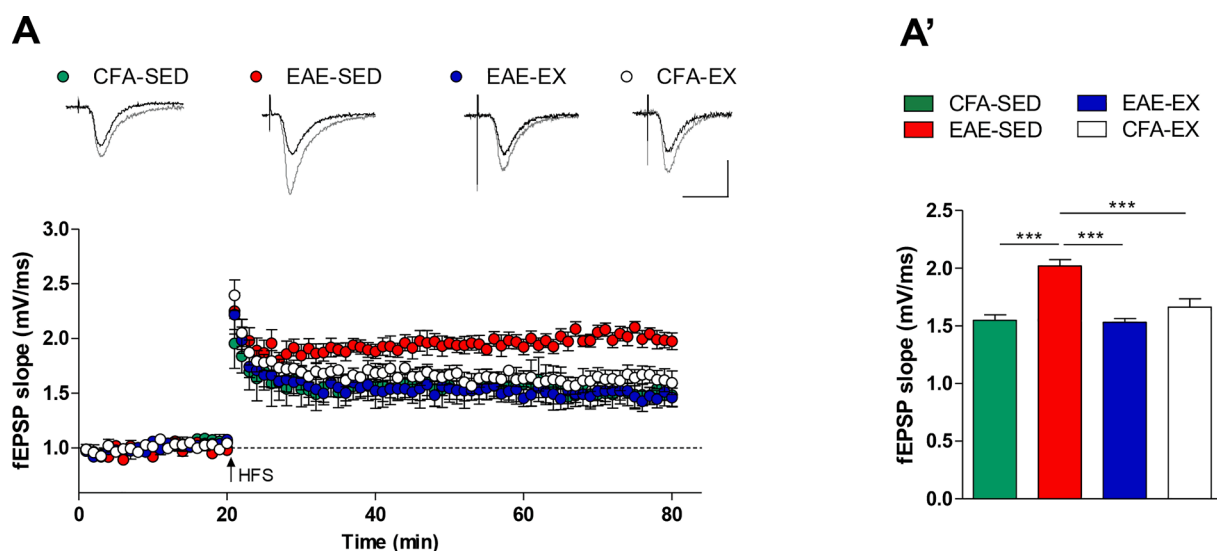 A
CFA-SED EAE-SED EAE-EX CFA-EX
fEPSP slope (mV/ms)
3.0
2.5
2.0
1.5
1.0
HFS
0 20 40 60 80
Time (min)
A'
CFA-SED EAE-EX
EAE-SED CFA-EX
fEPSP slope (mV/ms)
2.5
2.0
1.5
1.0
0.5
0.0
***
*** ***